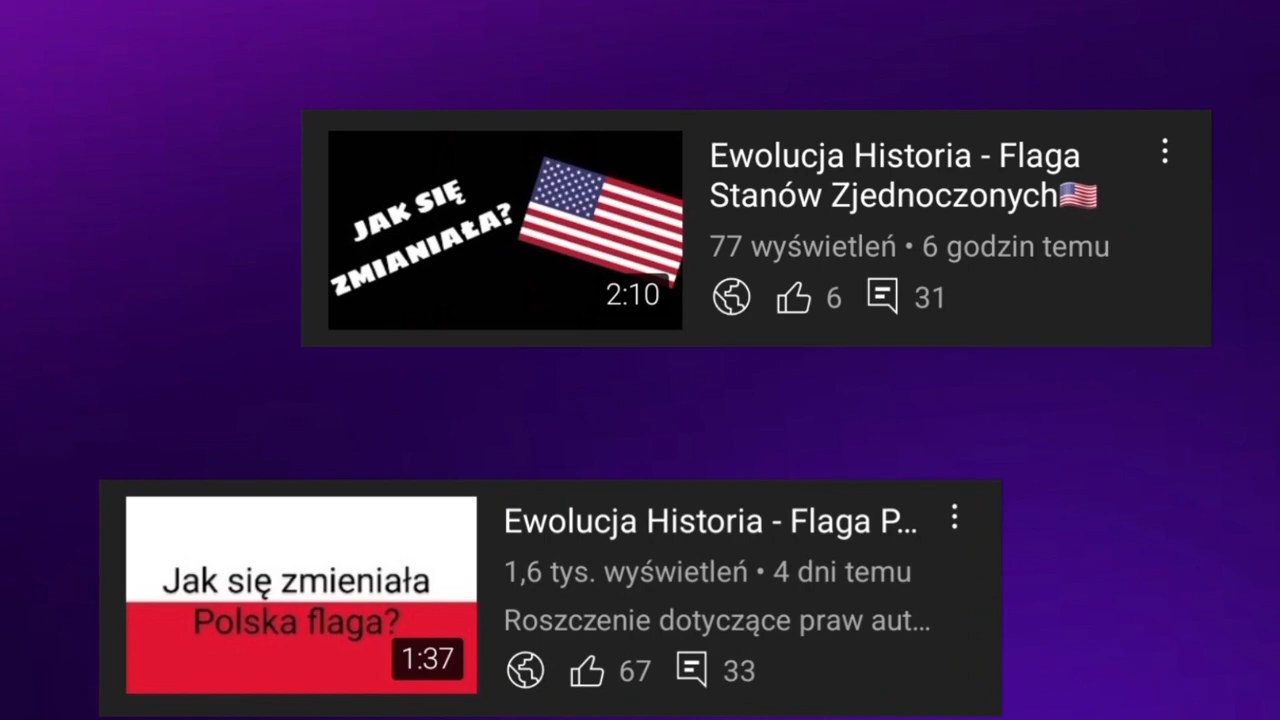 JAK SIĘ
ZMIANIAŁA?
2:10
Ewolucja Historia - Flaga
Stanów Zjednoczonych🇺🇸
77 wyświetleń • 6 godzin temu
6 31
Jak się zmieniała
Polska flaga?
1:37
Ewolucja Historia - Flaga P...
1,6 tys. wyświetleń • 4 dni temu
Roszczenie dotyczące praw aut...
67 33